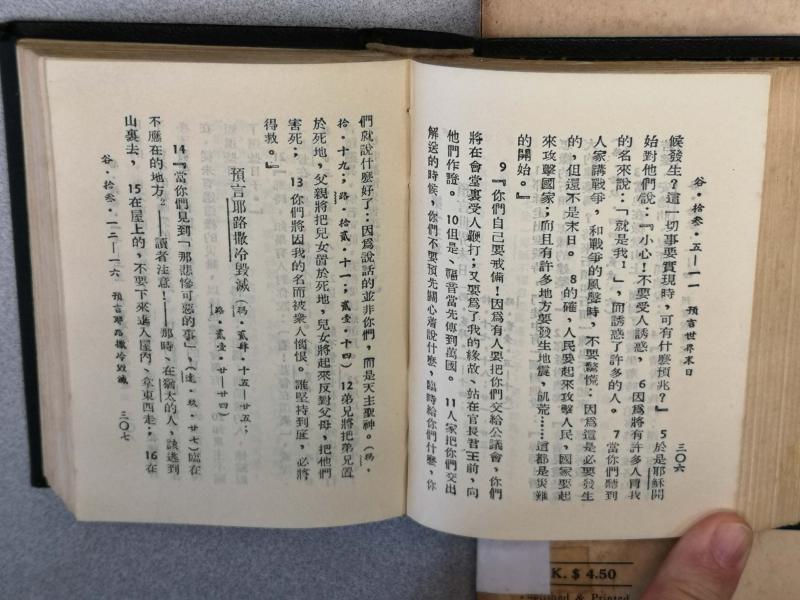 谷・拾叁・五-一一　預言世界末日　三〇六
候發生？這一切事要實現時，可有什麽預兆？』　5於是耶穌開
始對他們說：『小心！不要受人誘惑，　6因爲將有許多人冒我
的名來說：「就是我¹」，而誘惑了許多的人。　7當你們聽到
人家講戰爭，和戰爭的風聲時，不要驚慌：因爲這是必要發生
的，但還不是末日。　8的確，人民要起來攻擊人民，國家要起
來攻擊國家；而且有許多地方要發生地震，飢荒……這都是災難
的開始。』
9『你們自己要戒備！因爲有人要把你們交給公議會，你們
將在會堂裏受人鞭打；又要爲了我的緣故、站在官長君王前，向
他們作證。　10但是、福音當先傳到萬國。　11人家把你們交出
解送的時候，你們不要預先關心着說什麽，臨時給你們什麽，你
們就說什麽好了：因爲說話的並非你們，而是天主聖神。（瑪，
拾・十九；路・拾貳・十一；貳壹・十四）　12弟兄將把弟兄置
於死地，父親將把兒女置於死地，兒女將起來反對父母，把他們
害死；　13你們將因我的名而被衆人惱恨。誰堅持到底，必將
得救。』
預言耶路撒冷毀滅（瑪・貳肆・十五-廿五；
路・貳壹・廿-廿四）
14『當你們見到「那悲慘可惡的事」，（達・玖・廿七）臨在
不應在的地方²——讀者注意！——那時、在猶太的人，該逃到
山裏去，　15在屋上的，不要下來進入屋內、拿東西走；　16在
谷・拾叁・一二-一六　預言耶路撒冷毀滅　三〇七
K. $ 4.50
& Printed